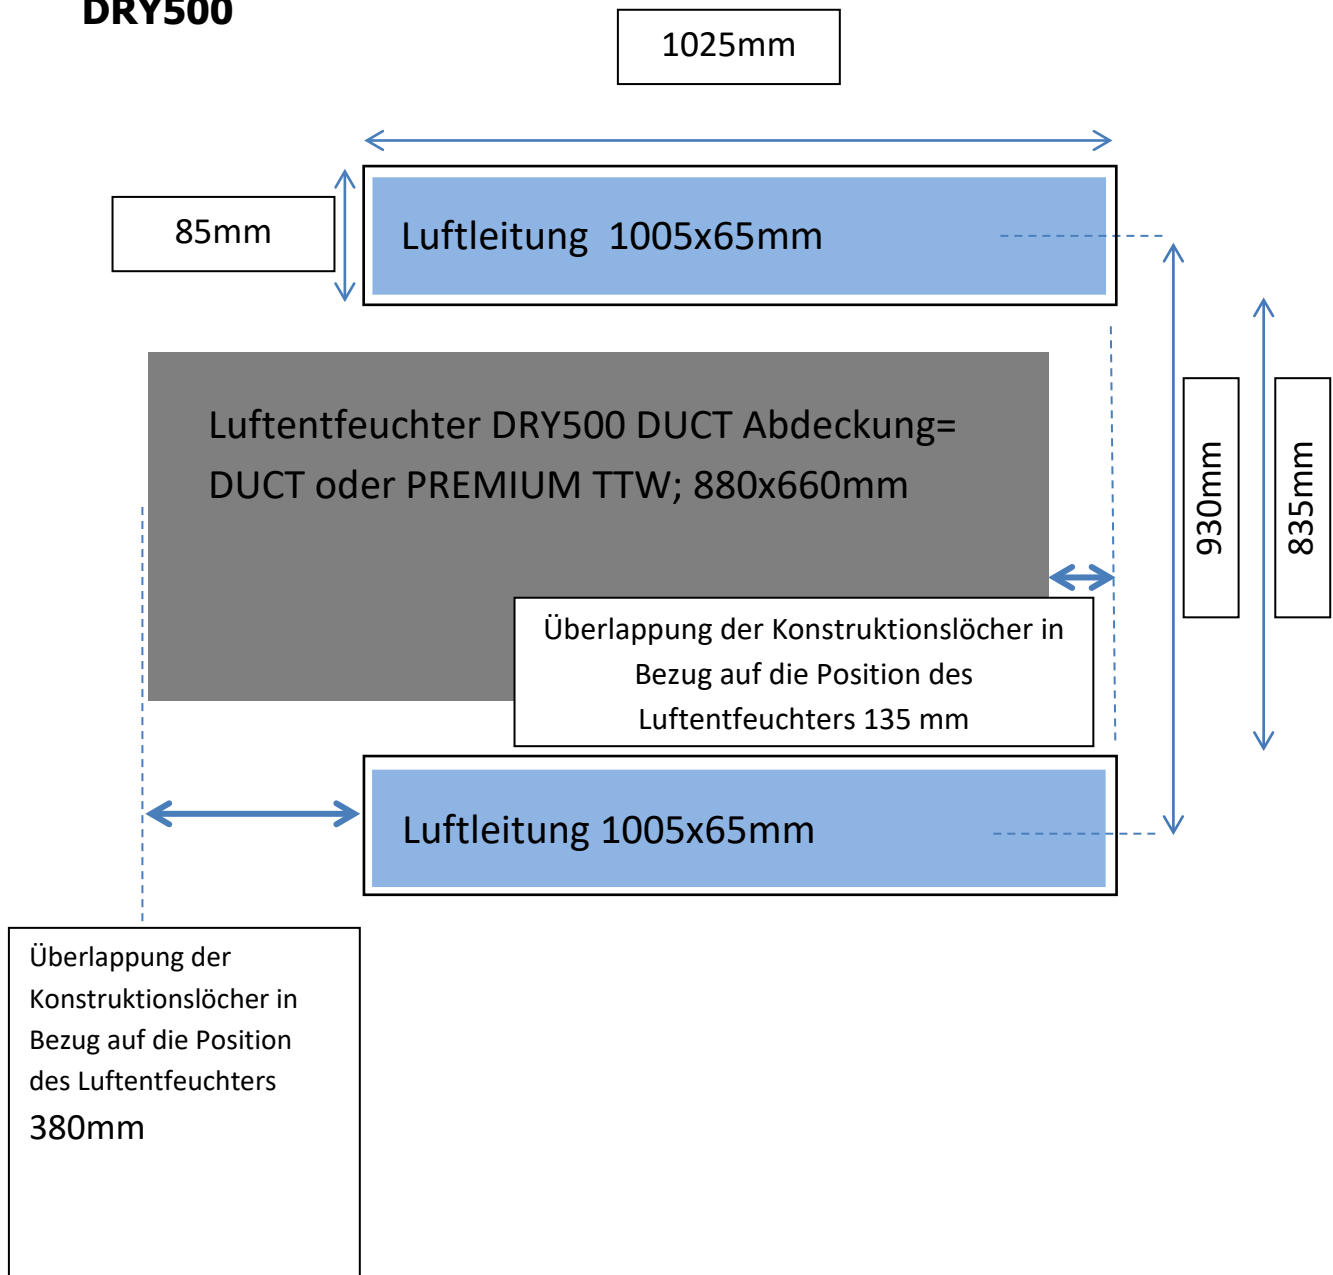 DRY500
1025mm
85mm
Luftleitung 1005x65mm
Luftentfeuchter DRY500 DUCT Abdeckung=
DUCT oder PREMIUM TTW; 880x660mm
930mm
835mm
Überlappung der Konstruktionslöcher in
Bezug auf die Position des
Luftentfeuchters 135 mm
Luftleitung 1005x65mm
Überlappung der
Konstruktionslöcher in
Bezug auf die Position
des Luftentfeuchters
380mm